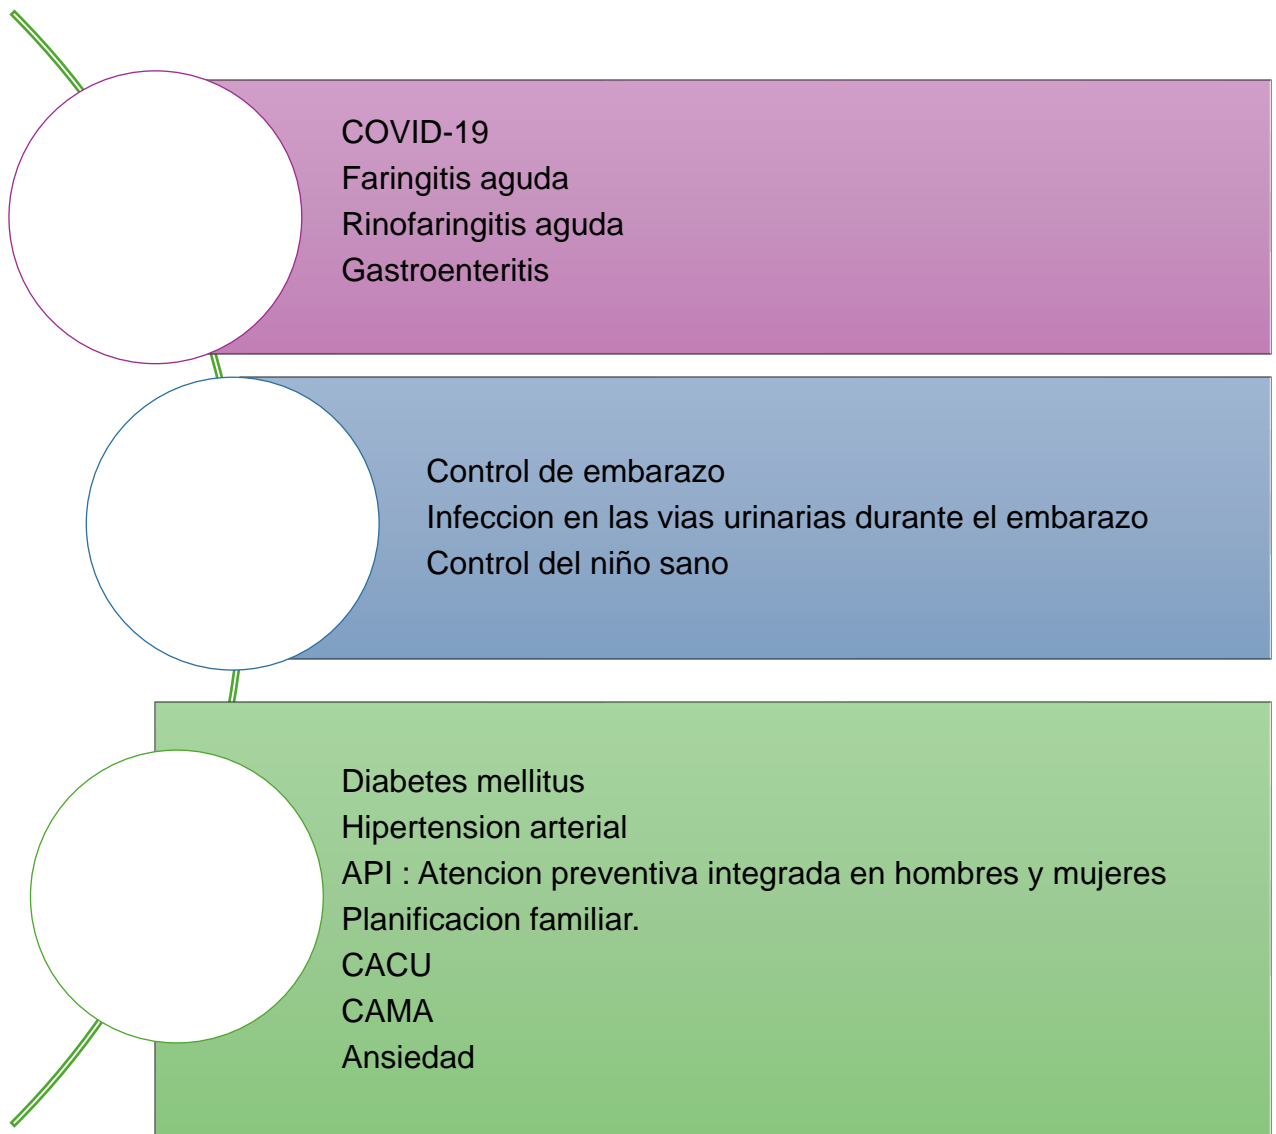 COVID-19
Faringitis aguda
Rinofaringitis aguda
Gastroenteritis
Control de embarazo
Infeccion en las vias urinarias durante el embarazo
Control del niño sano
Diabetes mellitus
Hipertension arterial
API : Atencion preventiva integrada en hombres y mujeres
Planificacion familiar.
CACU
CAMA
Ansiedad